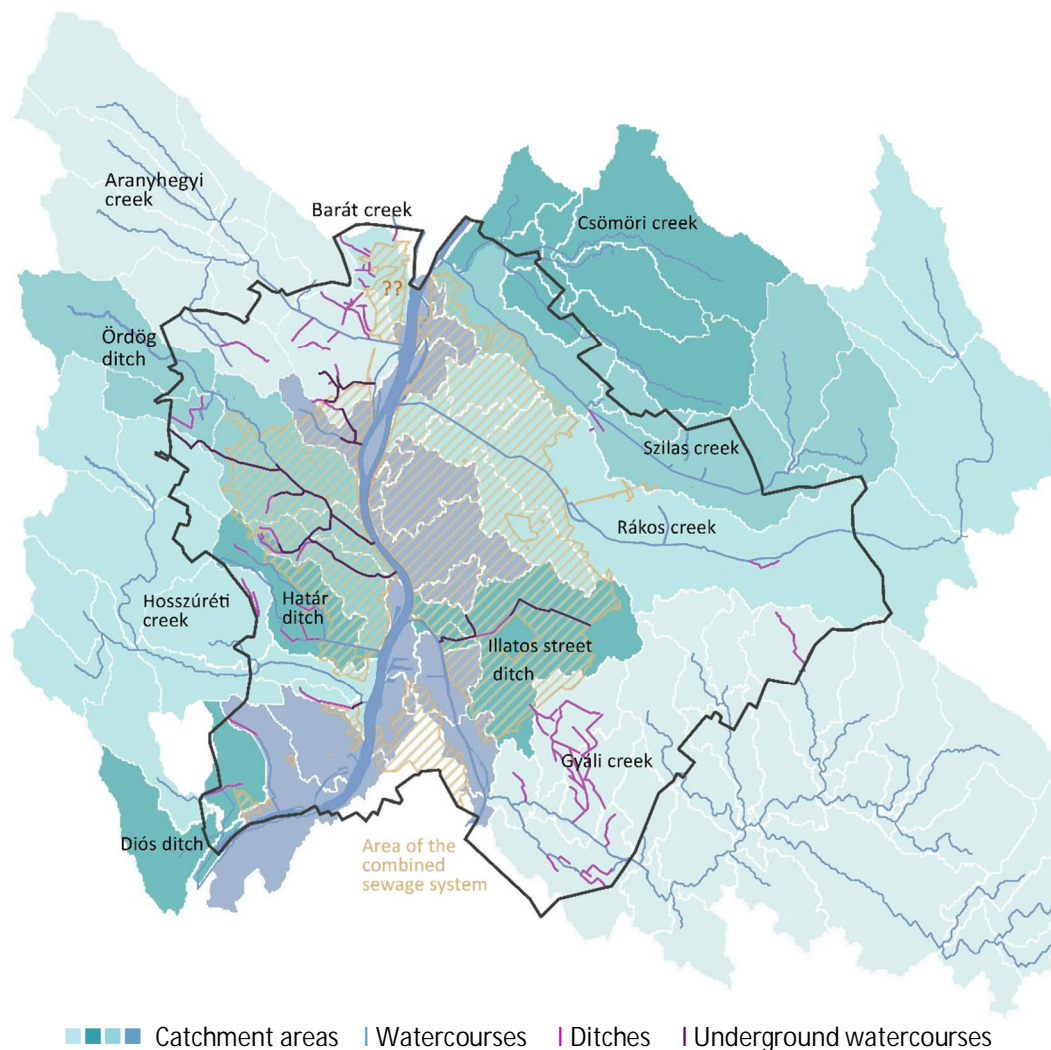 Aranyhegyi
creek
Barát creek
Csömöri creek
??
Ördög
ditch
Szilas creek
Rákos creek
Hosszúréti
creek
Határ
ditch
Illatos street
ditch
Gyáli creek
Diós ditch
Area of the
combined
sewage system
Catchment areas Watercourses Ditches Underground watercourses